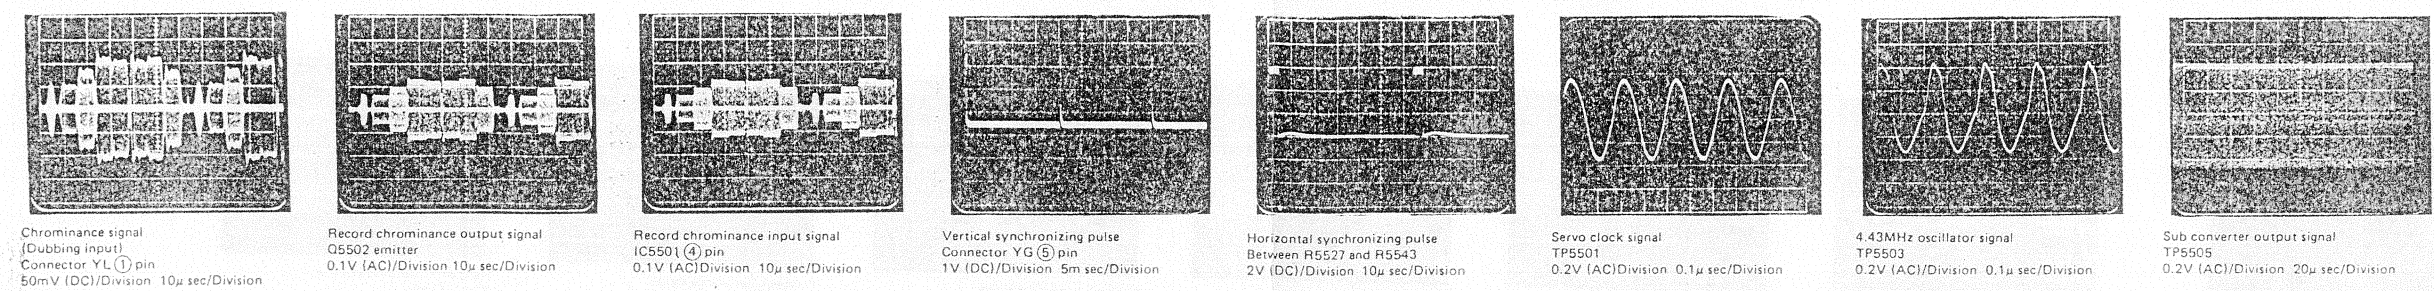 Chrominance signal
(Dubbing input)
Connector YL ① pin
50mV (DC)/Division 10μ sec/Division
Record chrominance output signal
Q5502 emitter
0.1V (AC)/Division 10μ sec/Division
Record chrominance input signal
IC5501 ④ pin
0.1V (AC)Division 10μ sec/Division
Vertical synchronizing pulse
Connector YG ⑤ pin
1V (DC)/Division 5m sec/Division
Horizontal synchronizing pulse
Between R5527 and R5543
2V (DC)/Division 10μ sec/Division
Servo clock signal
TP5501
0.2V (AC)Division 0.1μ sec/Division
4.43MHz oscillator signal
TP5503
0.2V (AC)/Division 0.1μ sec/Division
Sub converter output signal
TP5505
0.2V (AC)/Division 20μ sec/Division